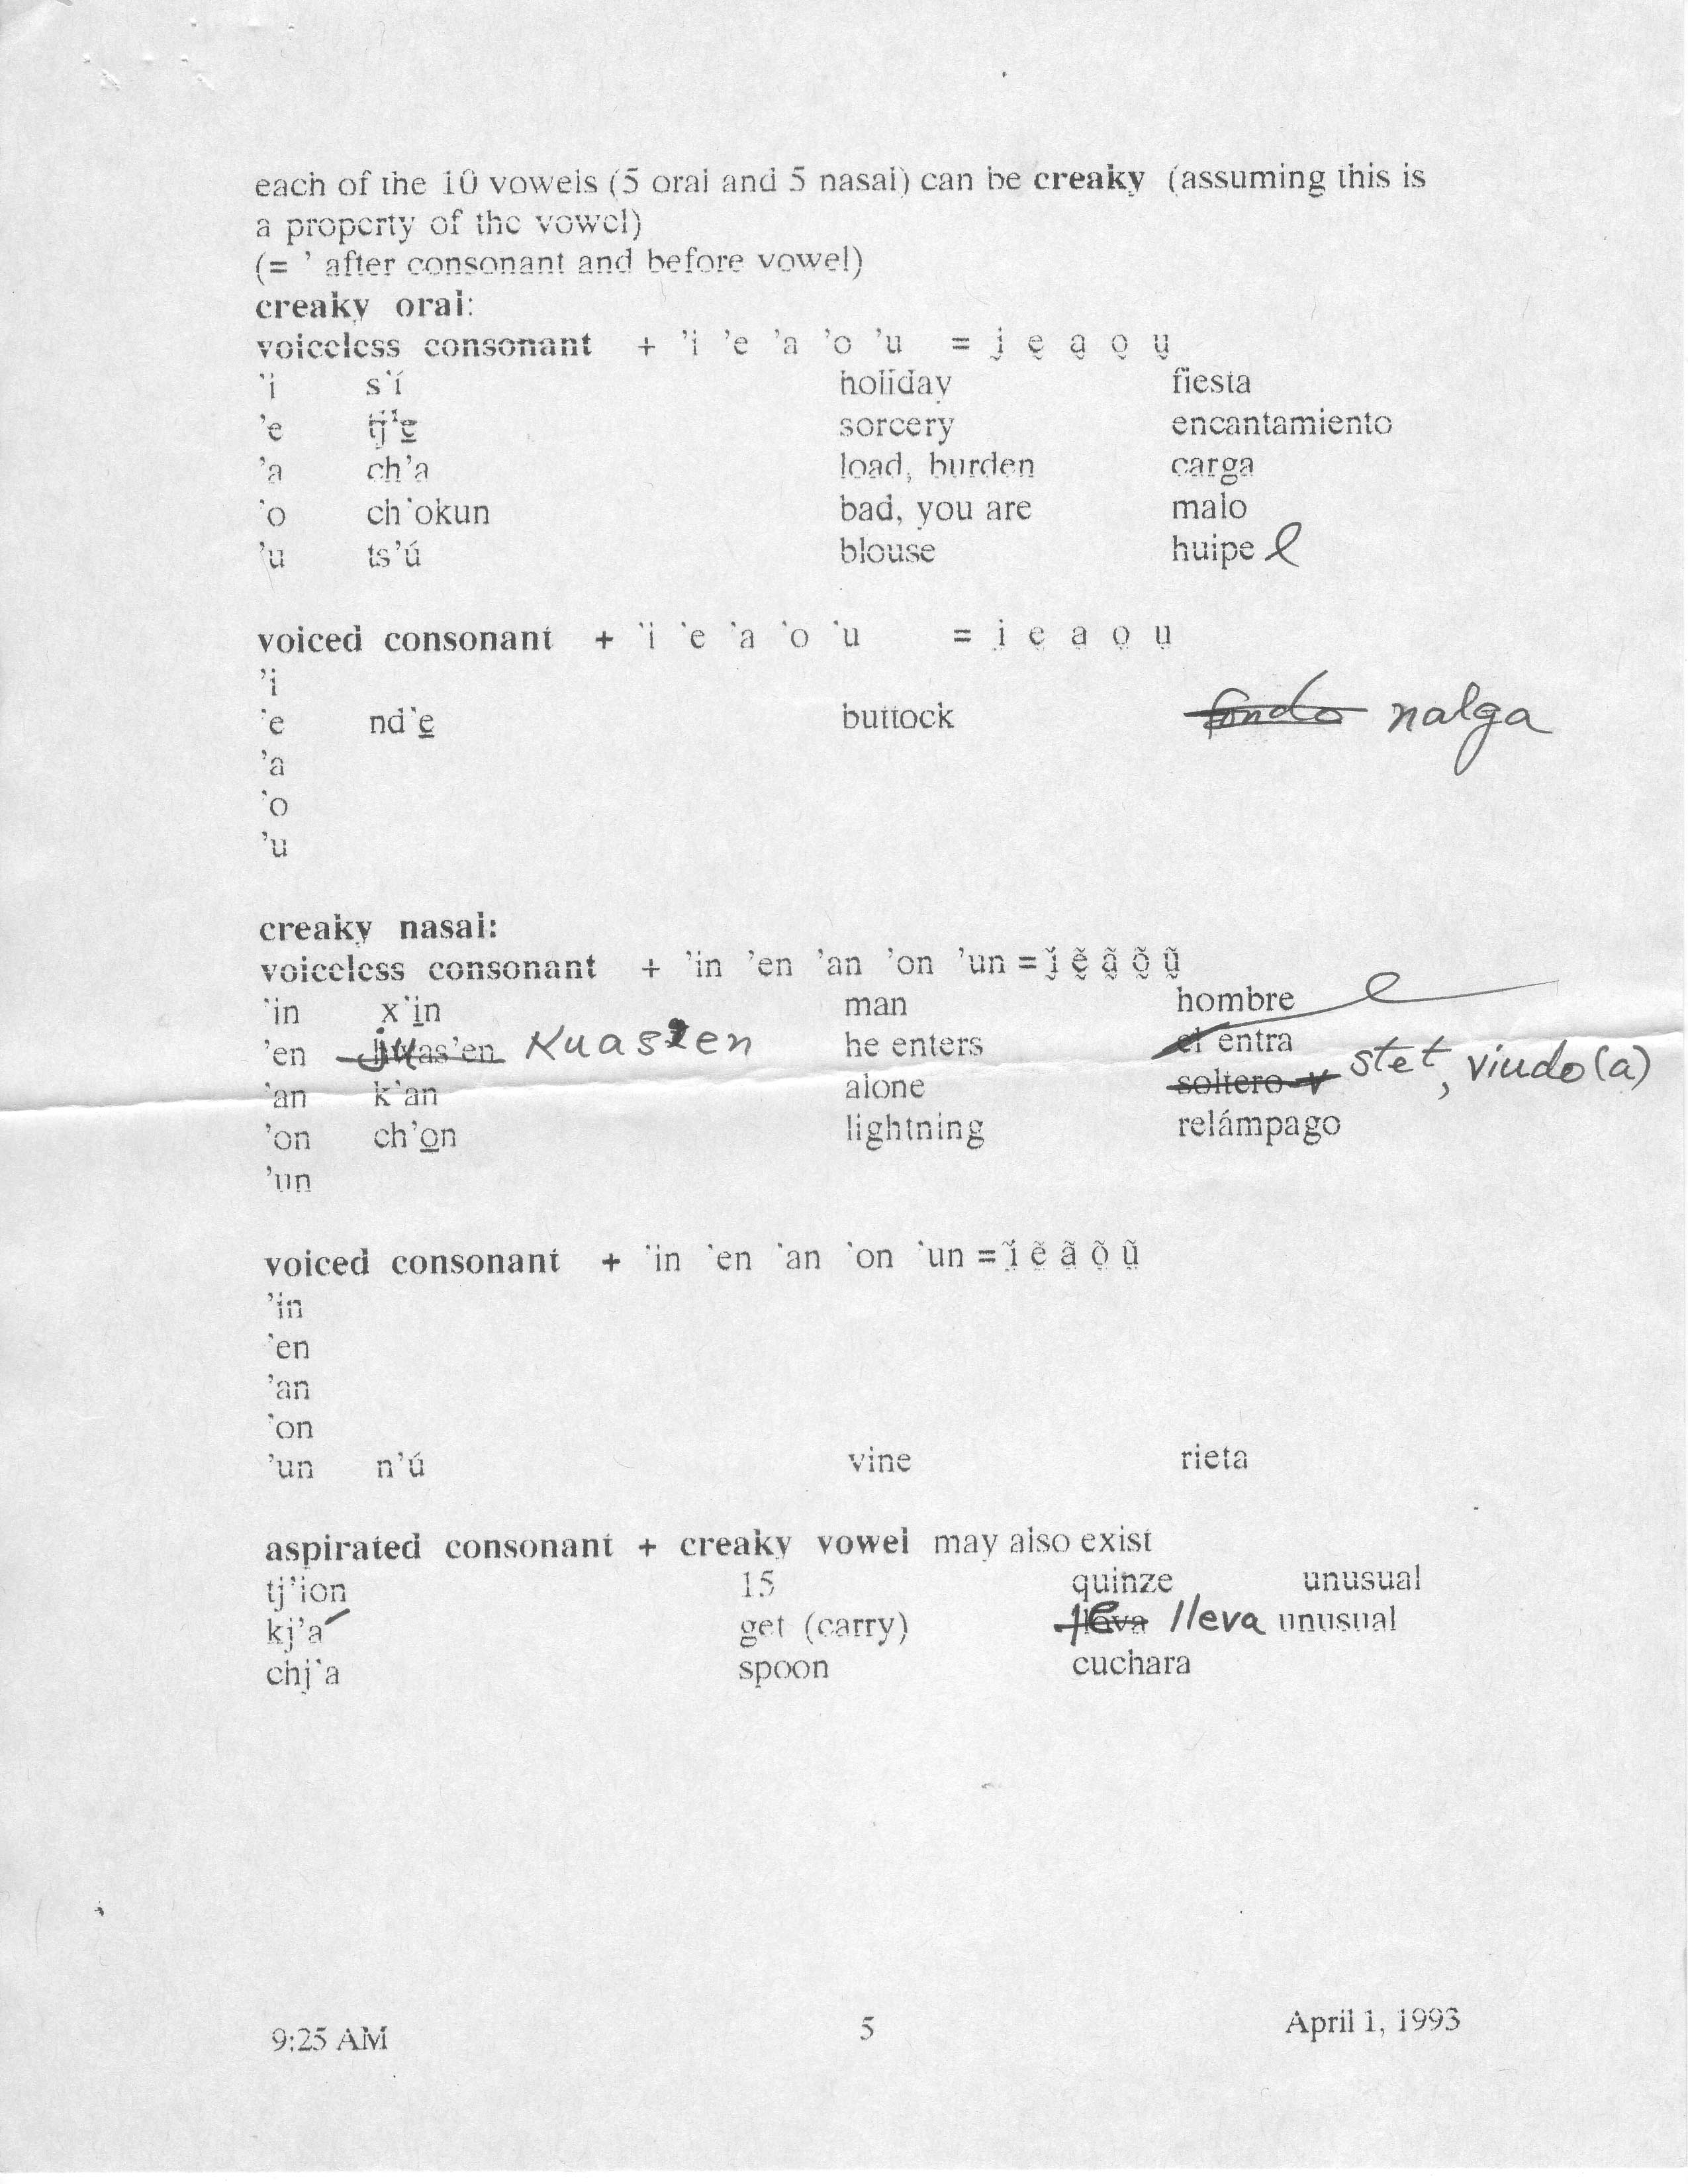 each of the 10 vowels (5 oral and 5 nasal) can be creaky (assuming this is
a property of the vowel)
(= ’ after consonant and before vowel)
creaky oral:
voiceless consonant + ’i ’e ’a ’o ’u = ḭ ḛ a̰ o̰ ṵ
’i s’í holiday fiesta
’e tj’e̲ sorcery encantamiento
’a ch’a load, burden carga
’o ch’okun bad, you are malo
’u ts’ú blouse huipel
voiced consonant + ’i ’e ’a ’o ’u = ḭ ḛ a̰ o̰ ṵ
’i
’e nd’e̲ buttock fondo nalga
’a
’o
’u
creaky nasal:
voiceless consonant + ’in ’en ’an ’on ’un = ḭ̃ ḛ̃ ã̰ õ̰ ṵ̃
’in x’i̲n man hombre
’en as’en Kuas'en he enters el entra
’an k’an alone soltero v stet, viudo(a)
’on ch’o̲n lightning relámpago
’un
voiced consonant + ’in ’en ’an ’on ’un = ḭ̃ ḛ̃ ã̰ õ̰ ṵ̃
’in
’en
’an
’on
’un n’ú vine rieta
aspirated consonant + creaky vowel may also exist
tj’ion 15 quinze unusual
kj’á get (carry) lleva unusual
chj’a spoon cuchara
9:25 AM 5 April 1, 1993